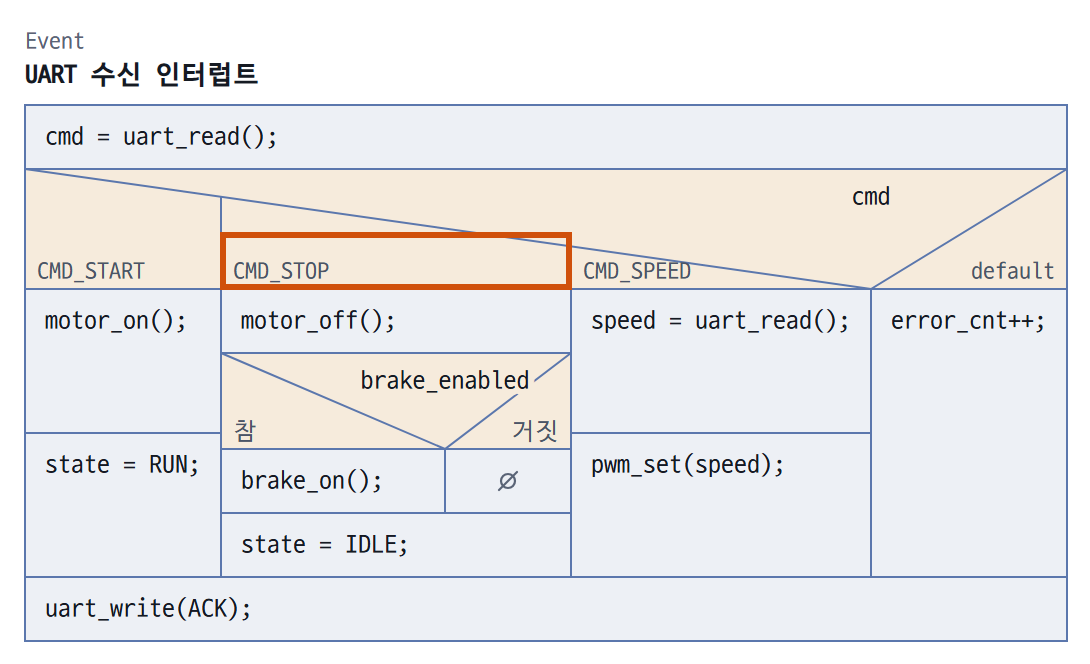 Event
UART 수신 인터럽트
cmd = uart_read();
cmd
CMD_START
CMD_STOP
CMD_SPEED
default
motor_on();
state = RUN;
motor_off();
brake_enabled
참
거짓
brake_on();
∅
state = IDLE;
speed = uart_read();
pwm_set(speed);
error_cnt++;
uart_write(ACK);